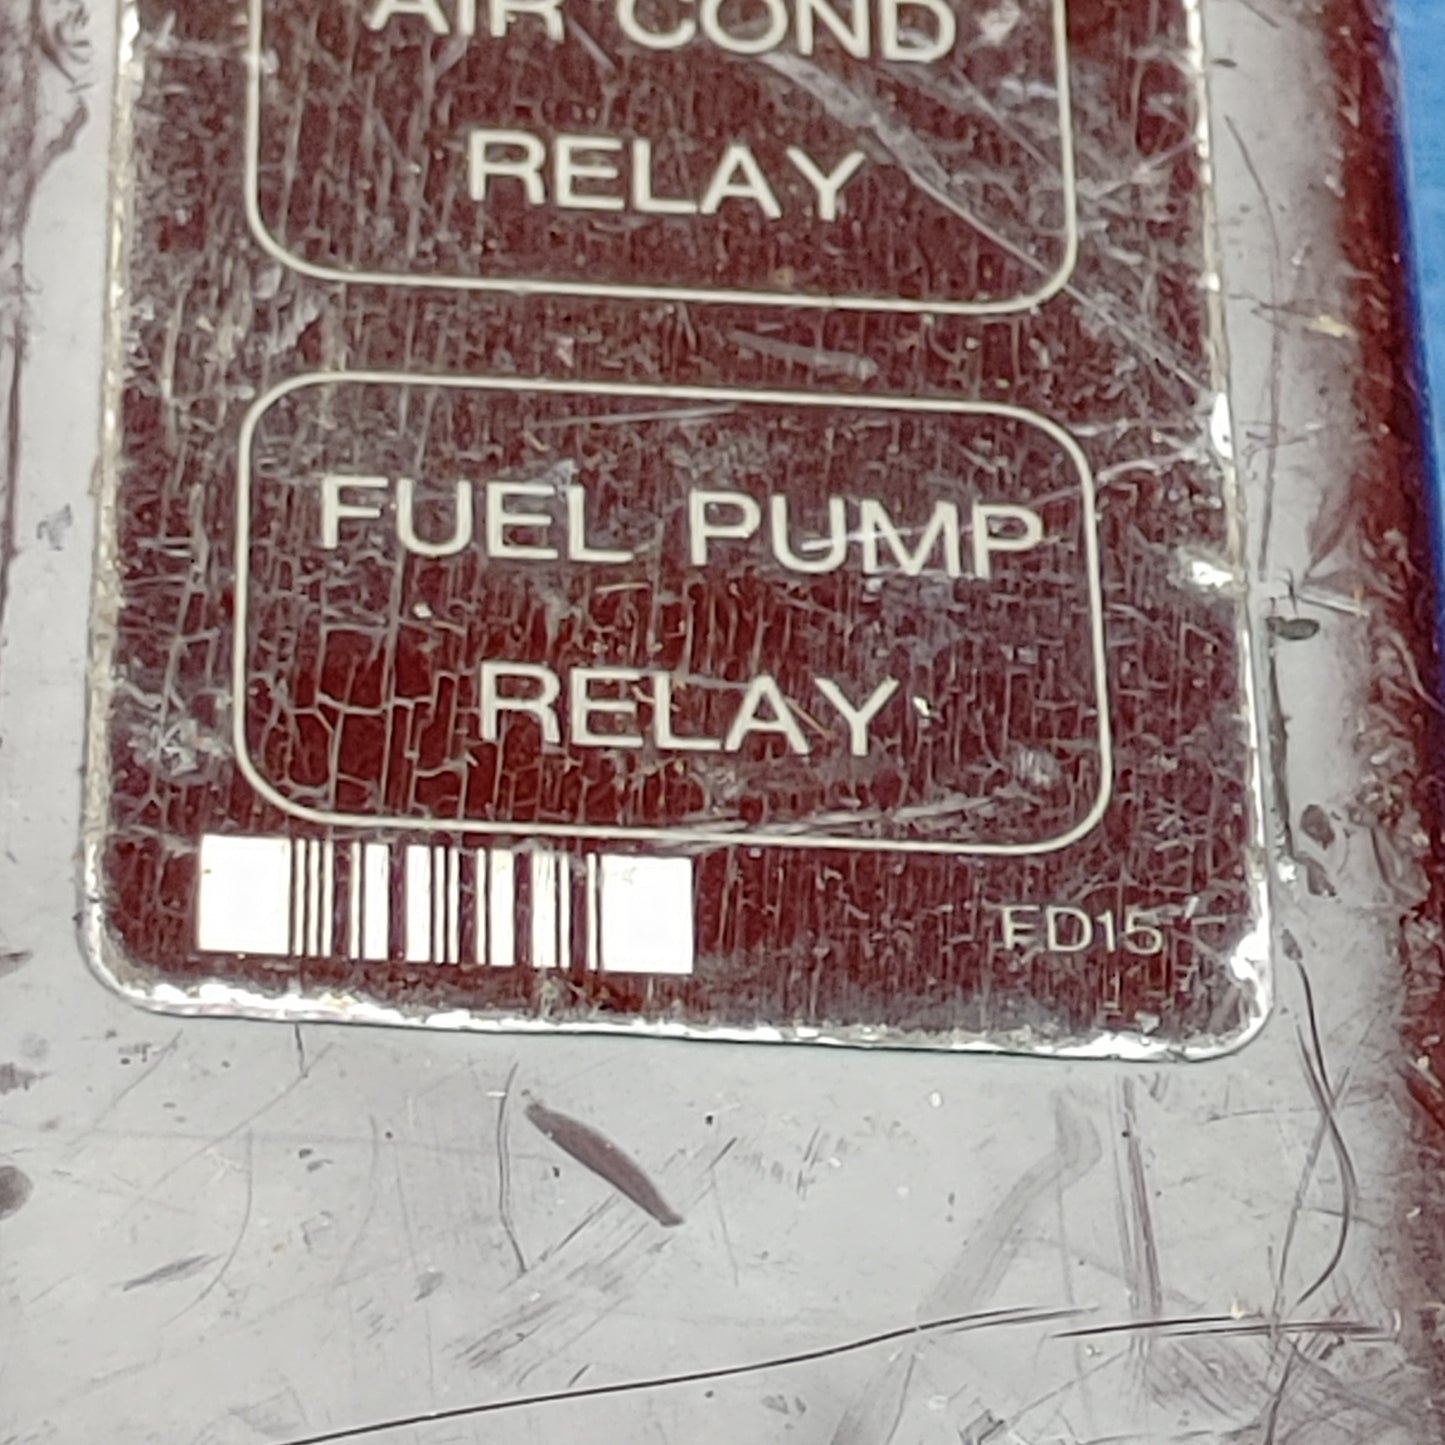 AIR COND
RELAY
FUEL PUMP
RELAY
FD15